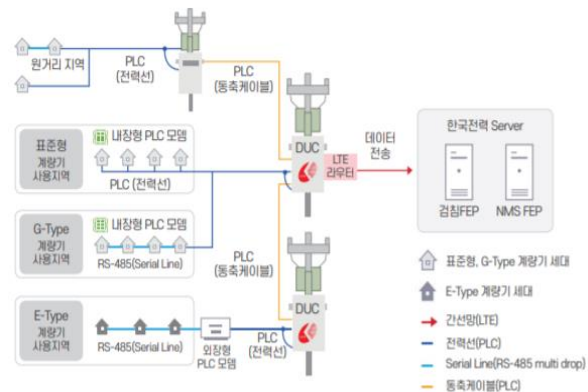 원거리 지역
PLC
(전력선)
PLC
(동축케이블)
표준형
계량기
사용지역
내장형 PLC 모뎀
PLC (전력선)
DUC
LTE
라우터
데이터
전송
한국전력 Server
검침FEP
NMS FEP
G-Type
계량기
사용지역
내장형 PLC 모뎀
RS-485(Serial Line)
PLC
(동축케이블)
E-Type
계량기
사용지역
RS-485(Serial Line)
외장형
PLC 모뎀
PLC
(전력선)
DUC
표준형, G-Type 계량기 세대
E-Type 계량기 세대
간선망(LTE)
전력선(PLC)
Serial Line(RS-485 multi drop)
동축케이블(PLC)